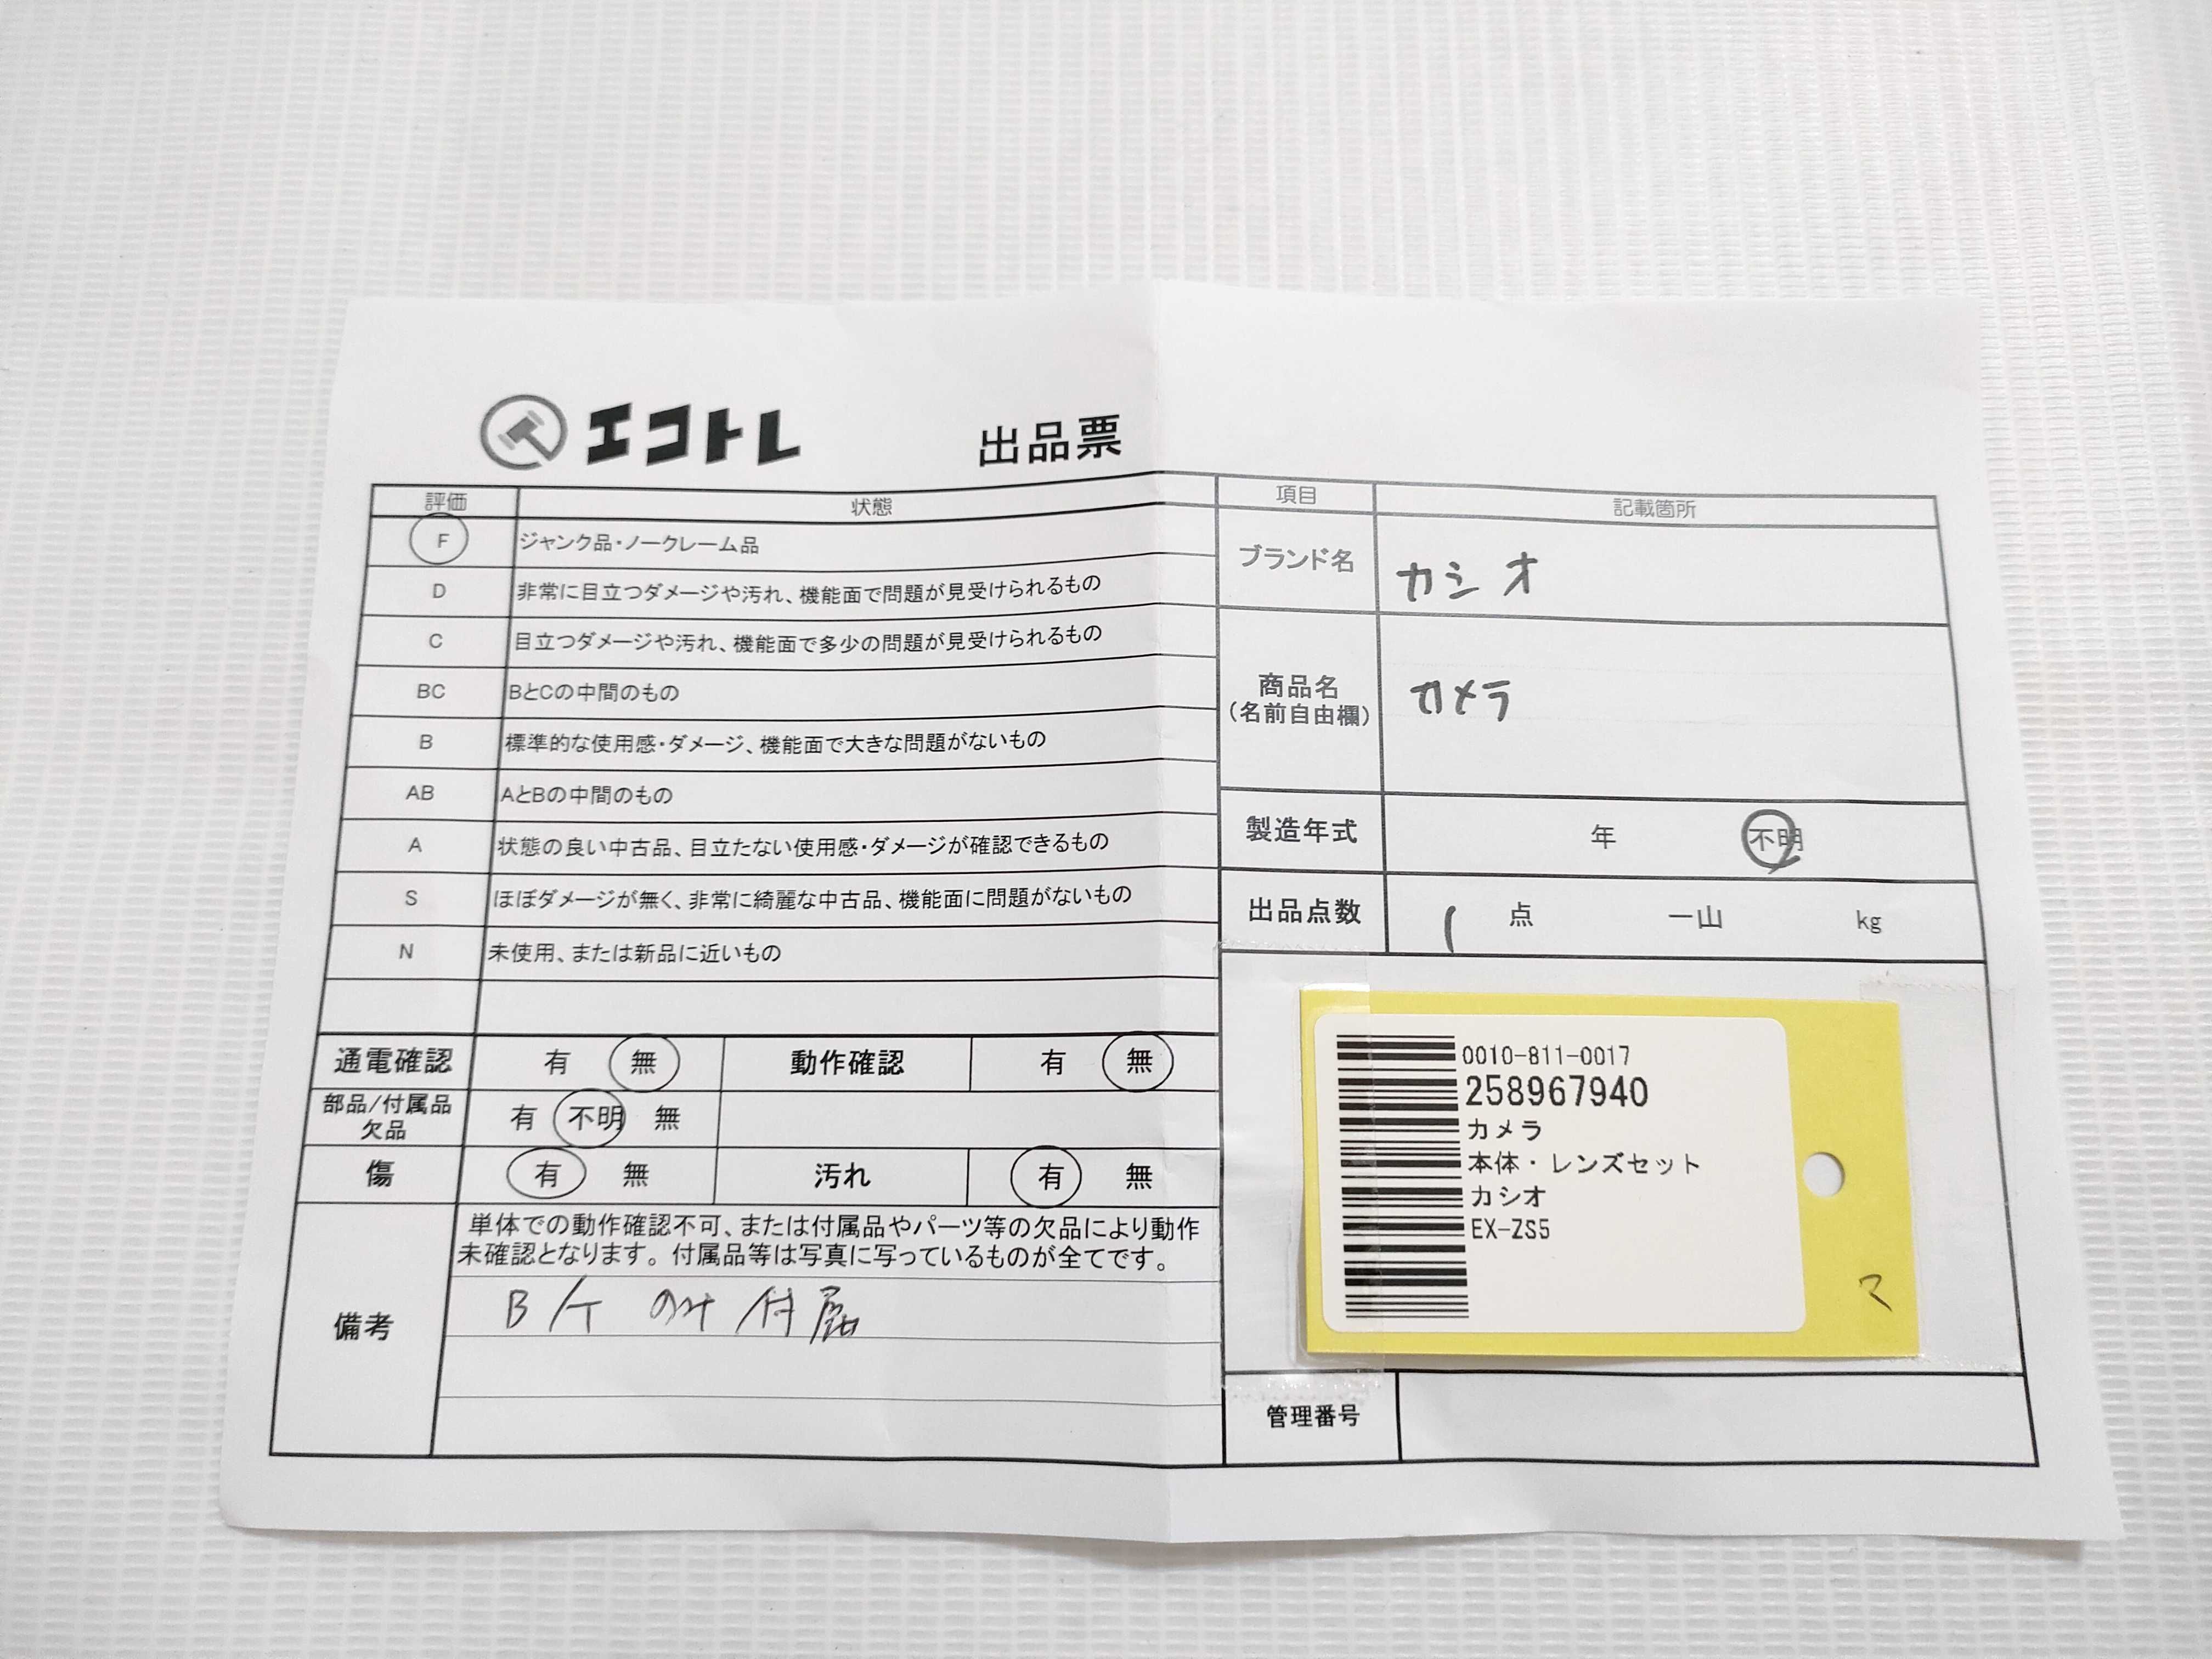 エコトレ 出品票
評価 状態
F ジャンク品・ノークレーム品
D 非常に目立つダメージや汚れ、機能面で問題が見受けられるもの
C 目立つダメージや汚れ、機能面で多少の問題が見受けられるもの
BC BとCの中間のもの
B 標準的な使用感・ダメージ、機能面で大きな問題がないもの
AB AとBの中間のもの
A 状態の良い中古品、目立たない使用感・ダメージが確認できるもの
S ほぼダメージが無く、非常に綺麗な中古品、機能面に問題がないもの
N 未使用、または新品に近いもの
通電確認 有 無 動作確認 有 無
部品/付属品
欠品 有 不明 無
傷 有 無 汚れ 有 無
備考
単体での動作確認不可、または付属品やパーツ等の欠品により動作
未確認となります。付属品等は写真に写っているものが全てです。
B/T のみ付属
項目 記載箇所
ブランド名 カシオ
商品名
(名前自由欄) カメラ
製造年式 年 不明
出品点数 1 点 一山 kg
0010-811-0017
258967940
カメラ
本体・レンズセット
カシオ
EX-ZS5
マ
管理番号